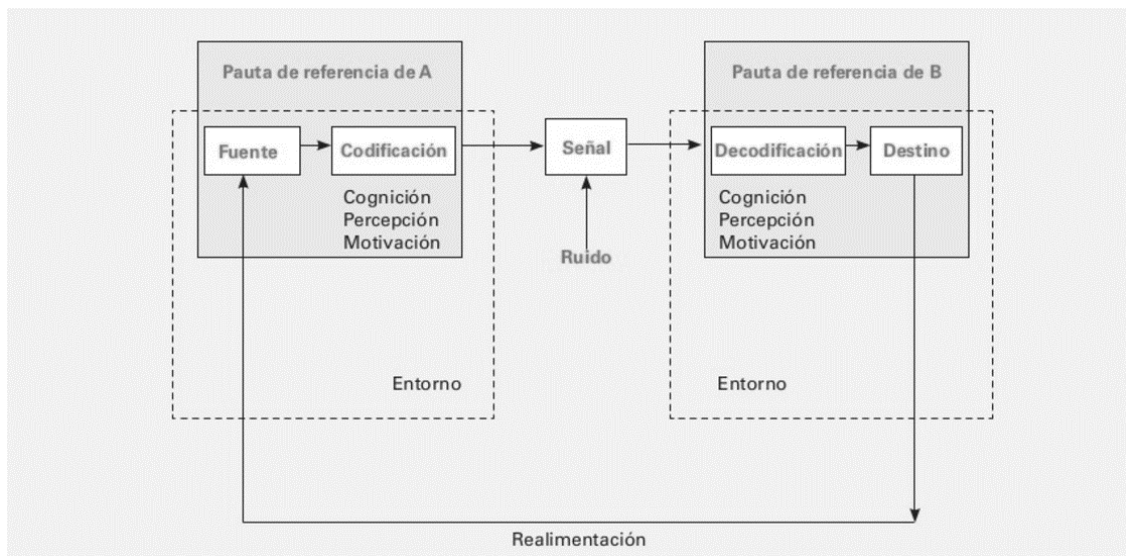 Pauta de referencia de A
Pauta de referencia de B
Fuente
Codificación
Señal
Decodificación
Destino
Cognición
Percepción
Motivación
Ruido
Cognición
Percepción
Motivación
Entorno
Entorno
Realimentación